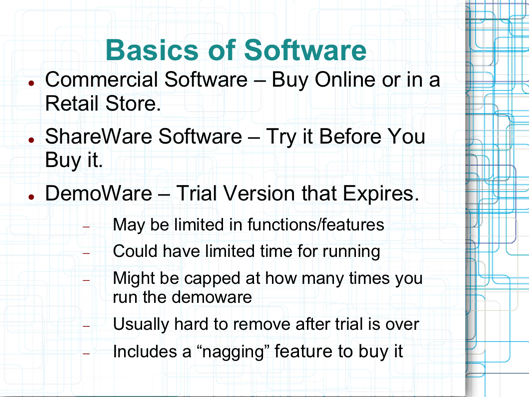 Basics of Software
● Commercial Software – Buy Online or in a
Retail Store.
● ShareWare Software – Try it Before You
Buy it.
● DemoWare – Trial Version that Expires.
– May be limited in functions/features
– Could have limited time for running
– Might be capped at how many times you
run the demoware
– Usually hard to remove after trial is over
– Includes a “nagging” feature to buy it